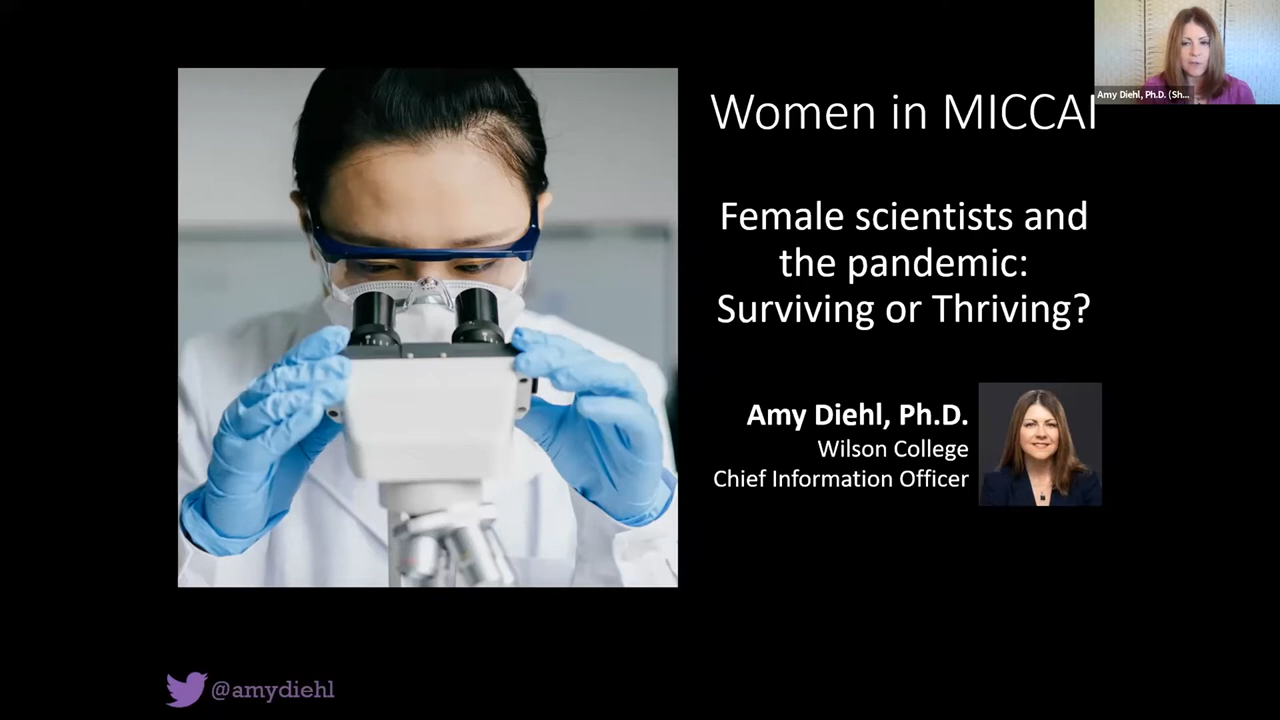 Women in MICCAI
Female scientists and
the pandemic:
Surviving or Thriving?
Amy Diehl, Ph.D.
Wilson College
Chief Information Officer
@amydiehl
Amy Diehl, Ph.D. (Sh...